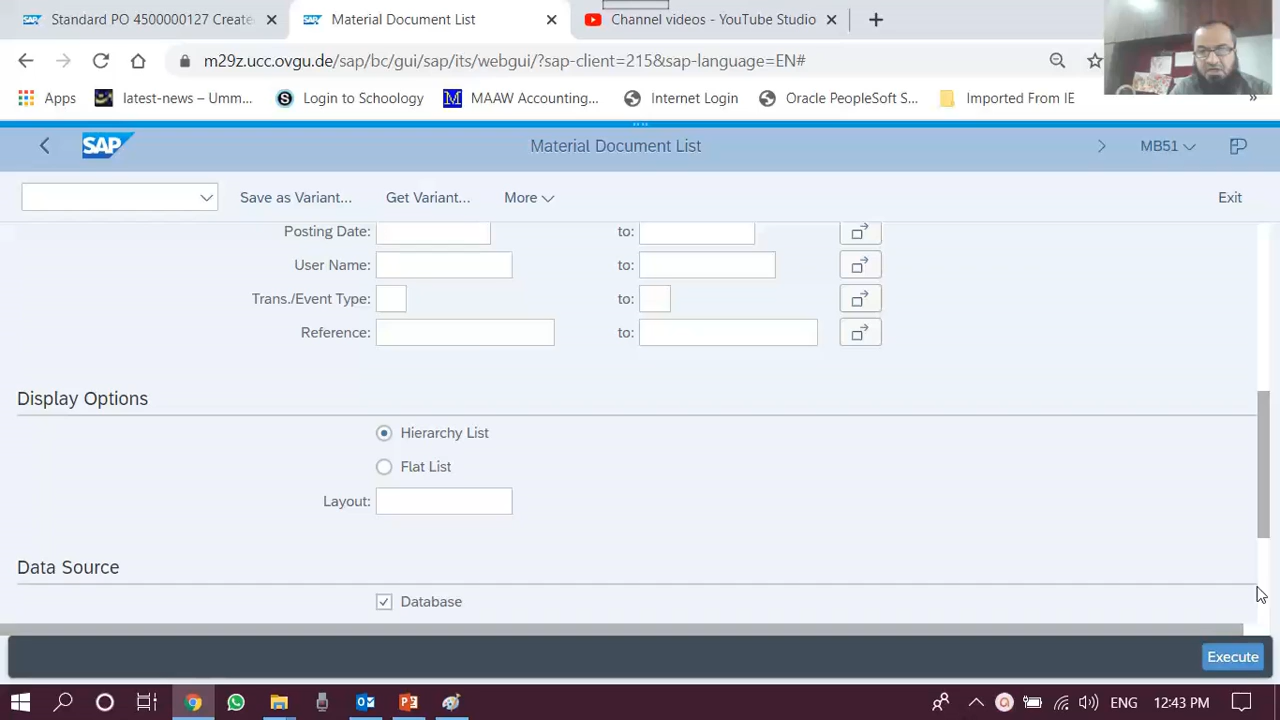 Standard PO 4500000127 Create
Material Document List
Channel videos - YouTube Studio
m29z.ucc.ovgu.de/sap/bc/gui/sap/its/webgui/?sap-client=215&sap-language=EN#
Apps
latest-news – Umm...
Login to Schoology
MAAW Accounting...
Internet Login
Oracle PeopleSoft S...
Imported From IE
SAP
Material Document List
MB51
Save as Variant...
Get Variant...
More
Exit
Posting Date:
to:
User Name:
to:
Trans./Event Type:
to:
Reference:
to:
Display Options
Hierarchy List
Flat List
Layout:
Data Source
Database
Execute
ENG
12:43 PM